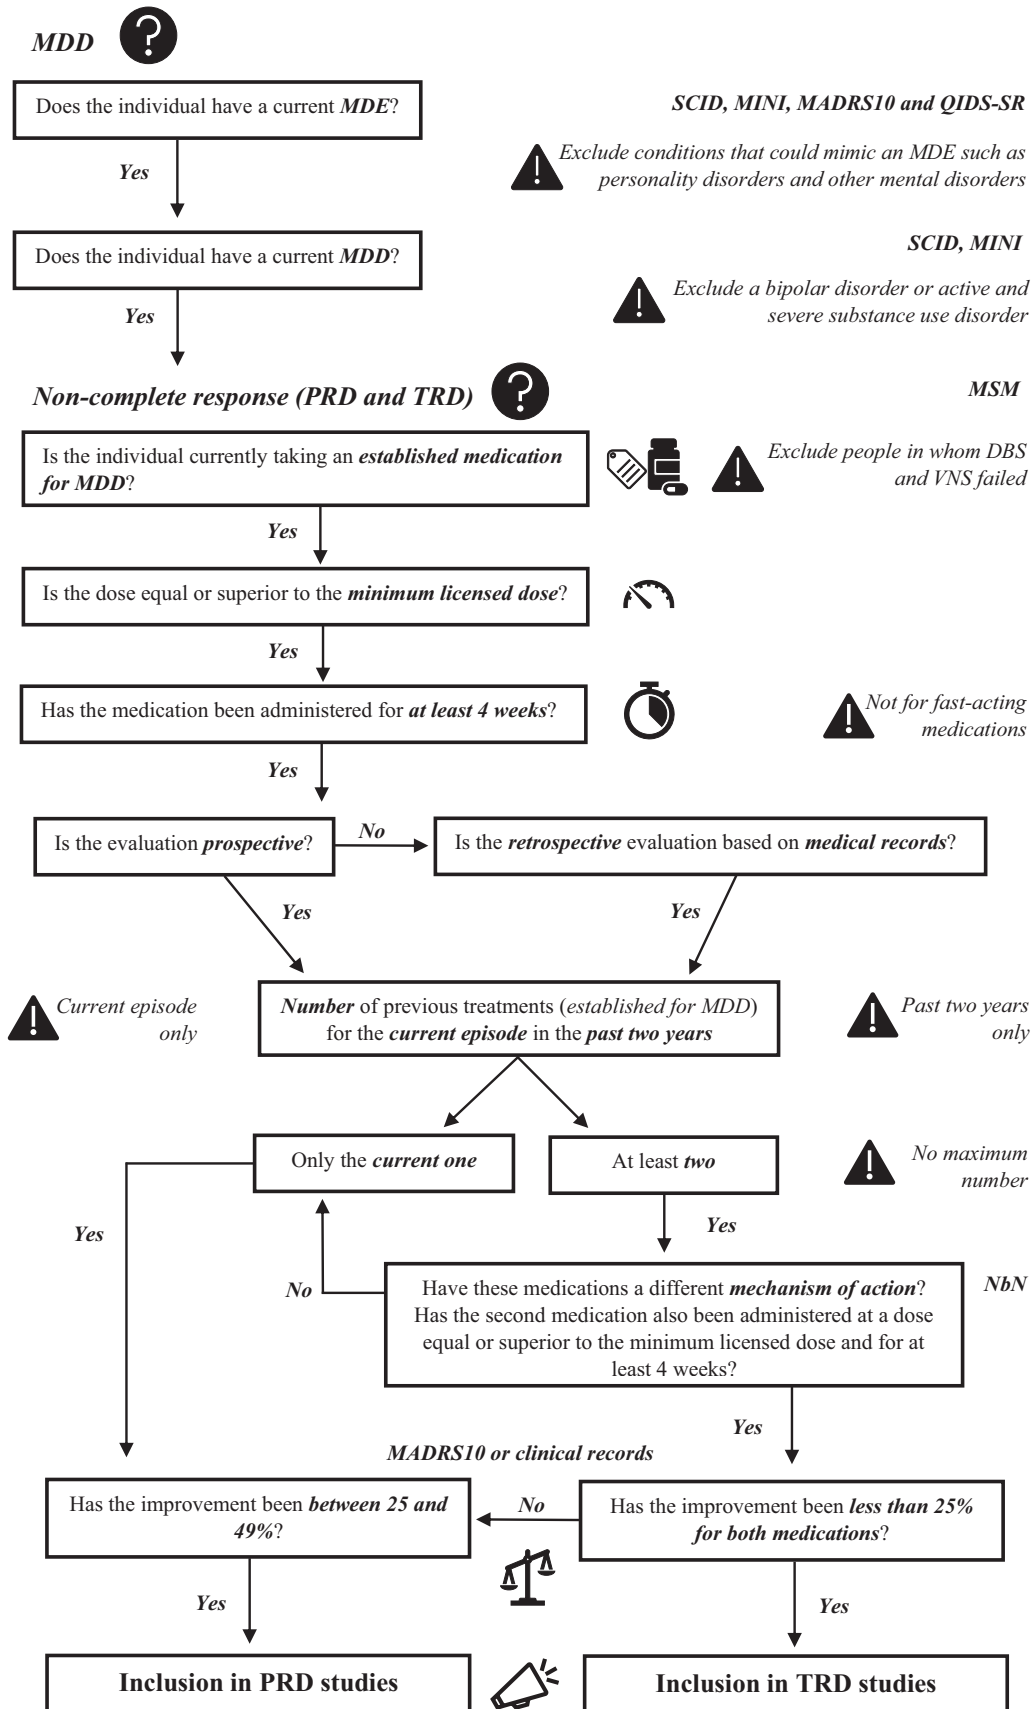 MDD
Does the individual have a current MDE?
SCID, MINI, MADRS10 and QIDS-SR
Exclude conditions that could mimic an MDE such as
personality disorders and other mental disorders
Yes
Does the individual have a current MDD?
SCID, MINI
Exclude a bipolar disorder or active and
severe substance use disorder
Yes
Non-complete response (PRD and TRD)
MSM
Is the individual currently taking an established medication
for MDD?
Exclude people in whom DBS
and VNS failed
Yes
Is the dose equal or superior to the minimum licensed dose?
Yes
Has the medication been administered for at least 4 weeks?
Not for fast-acting
medications
Yes
Is the evaluation prospective?
No
Is the retrospective evaluation based on medical records?
Yes
Yes
Current episode
only
Number of previous treatments (established for MDD)
for the current episode in the past two years
Past two years
only
Only the current one
At least two
No maximum
number
Yes
Yes
No
Have these medications a different mechanism of action?
Has the second medication also been administered at a dose
equal or superior to the minimum licensed dose and for at
least 4 weeks?
NbN
Yes
MADRS10 or clinical records
Has the improvement been between 25 and
49%?
No
Has the improvement been less than 25%
for both medications?
Yes
Yes
Inclusion in PRD studies
Inclusion in TRD studies